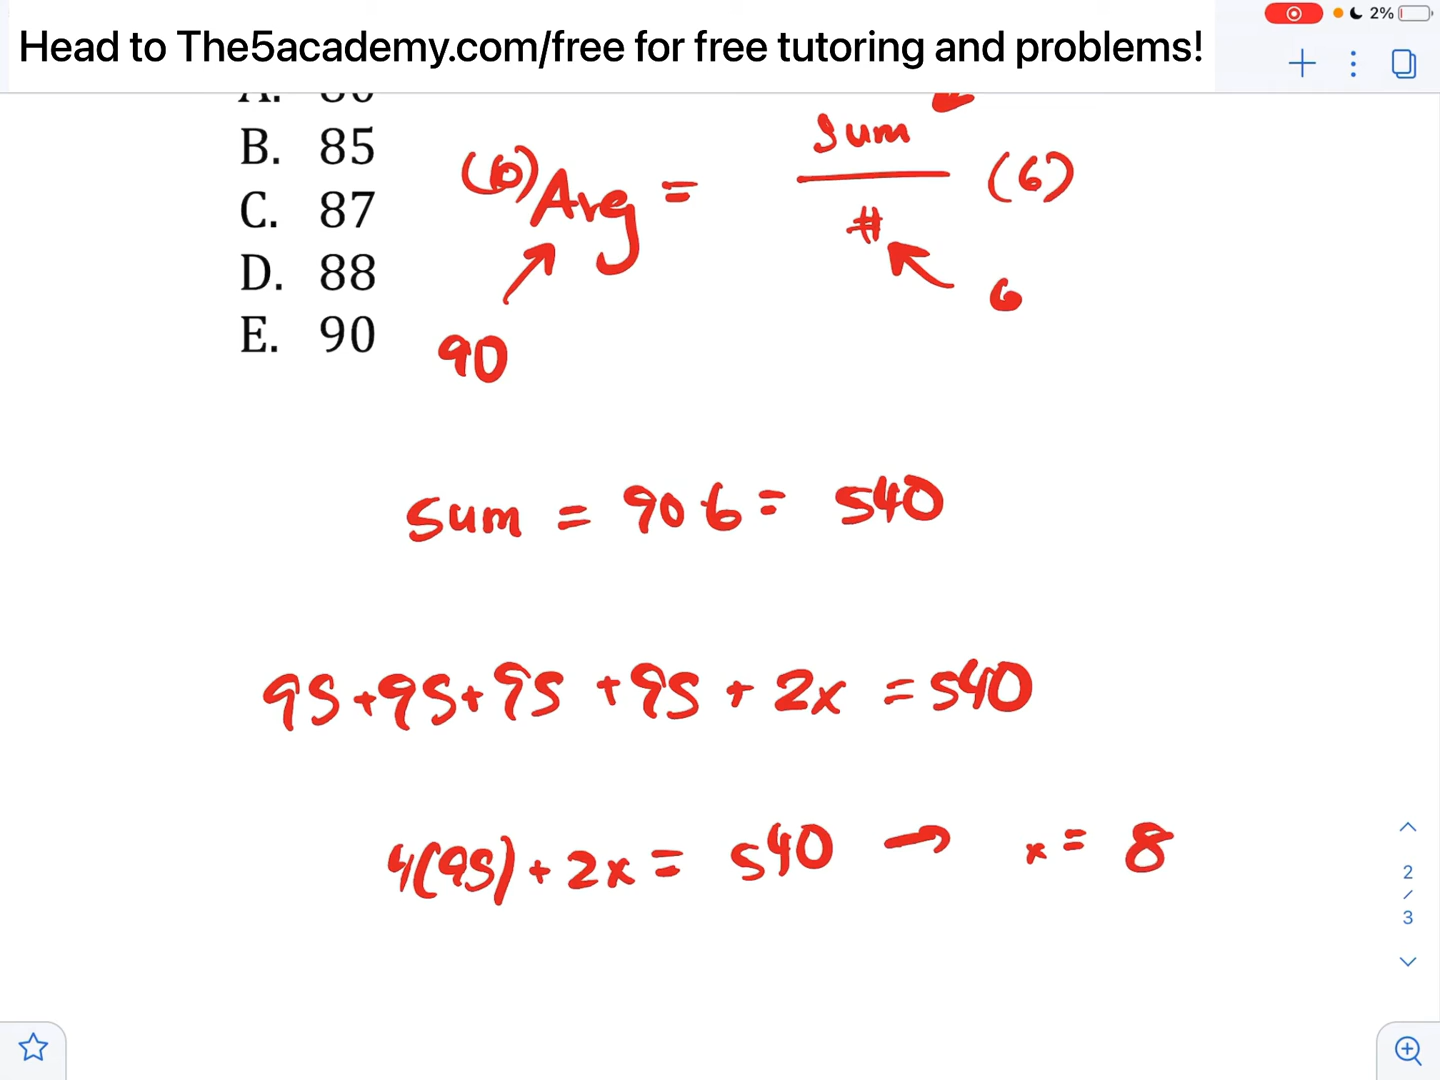 2%
Head to The5academy.com/free for free tutoring and problems!
B. 85
C. 87
D. 88
E. 90
(6) Avg = sum / # (6)
6
90
sum = 90 6 = 540
95+95+95 +95 + 2x = 540
4(95) + 2x = 540 → x = 8
2
/
3